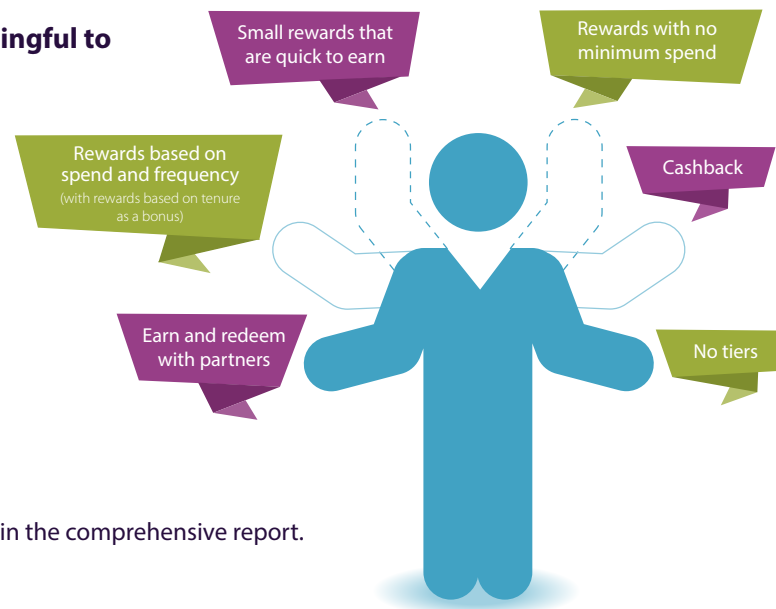 ingful to
Small rewards that
are quick to earn
Rewards with no
minimum spend
Rewards based on
spend and frequency
(with rewards based on tenure
as a bonus)
Cashback
Earn and redeem
with partners
No tiers
in the comprehensive report.